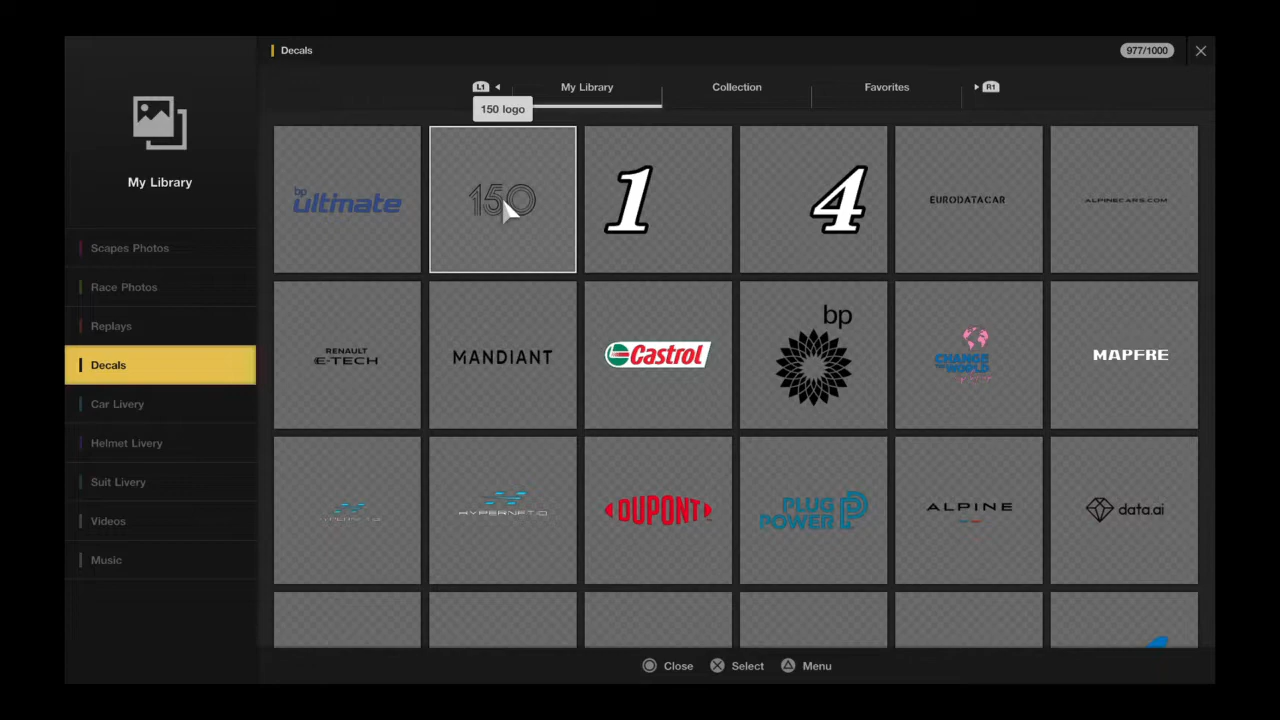 Decals
977/1000
L1
My Library
Collection
Favorites
R1
150 logo
My Library
Scapes Photos
Race Photos
Replays
Decals
Car Livery
Helmet Livery
Suit Livery
Videos
Music
bp
ultimate
150
1
4
EURODATACAR
ALPINECARS.COM
RENAULT
E-TECH
MANDIANT
Castrol
bp
CHANGE
THE WORLD
MAPFRE
DUPONT
PLUG
POWER
ALPINE
data.ai
Close
Select
Menu